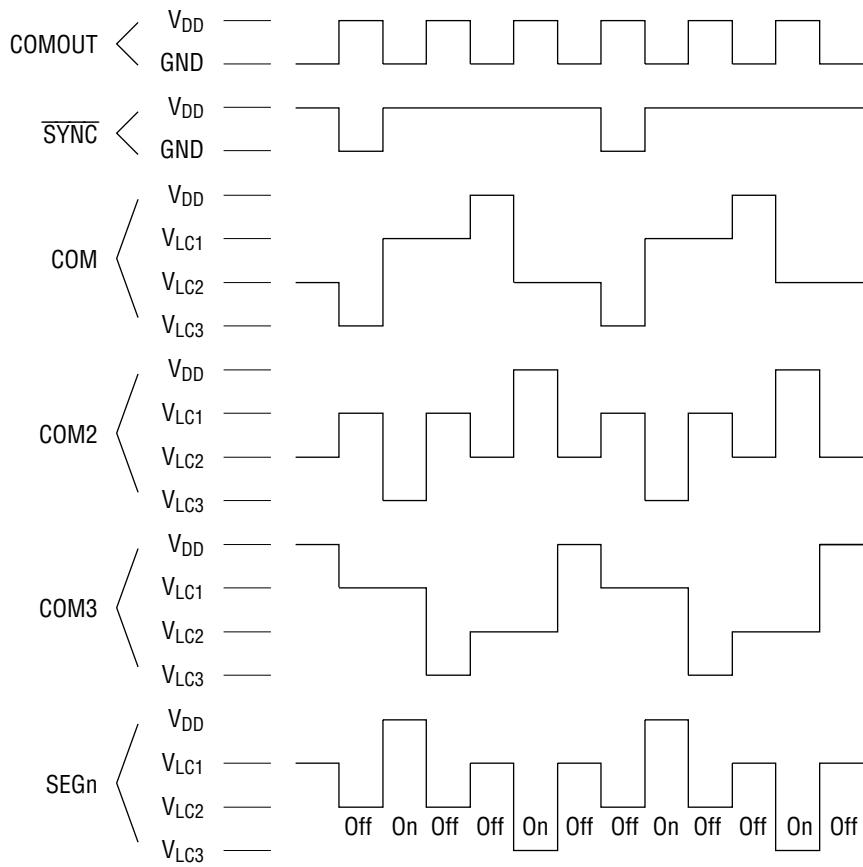 COMOUT
VDD
GND
SYNC
VDD
GND
COM
VDD
VLC1
VLC2
VLC3
COM2
VDD
VLC1
VLC2
VLC3
COM3
VDD
VLC1
VLC2
VLC3
SEGn
VDD
VLC1
VLC2
VLC3
Off On Off Off On Off Off On Off Off On Off